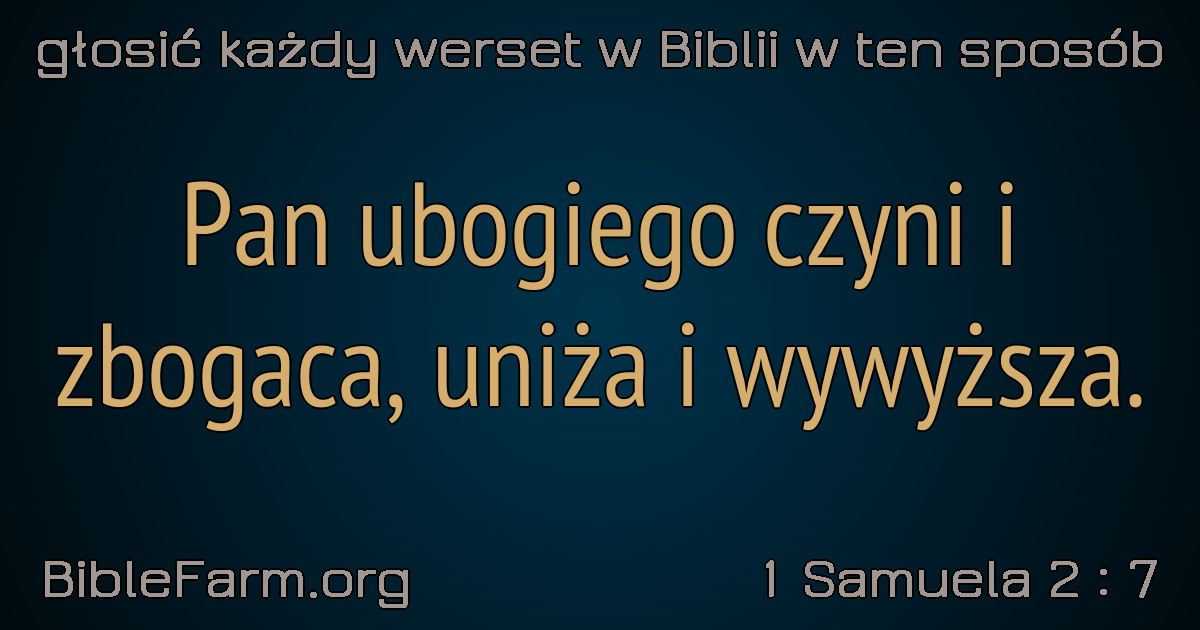 głosić każdy werset w Biblii w ten sposób
Pan ubogiego czyni i
zbogaca, uniża i wywyższa.
BibleFarm.org
1 Samuela 2 : 7